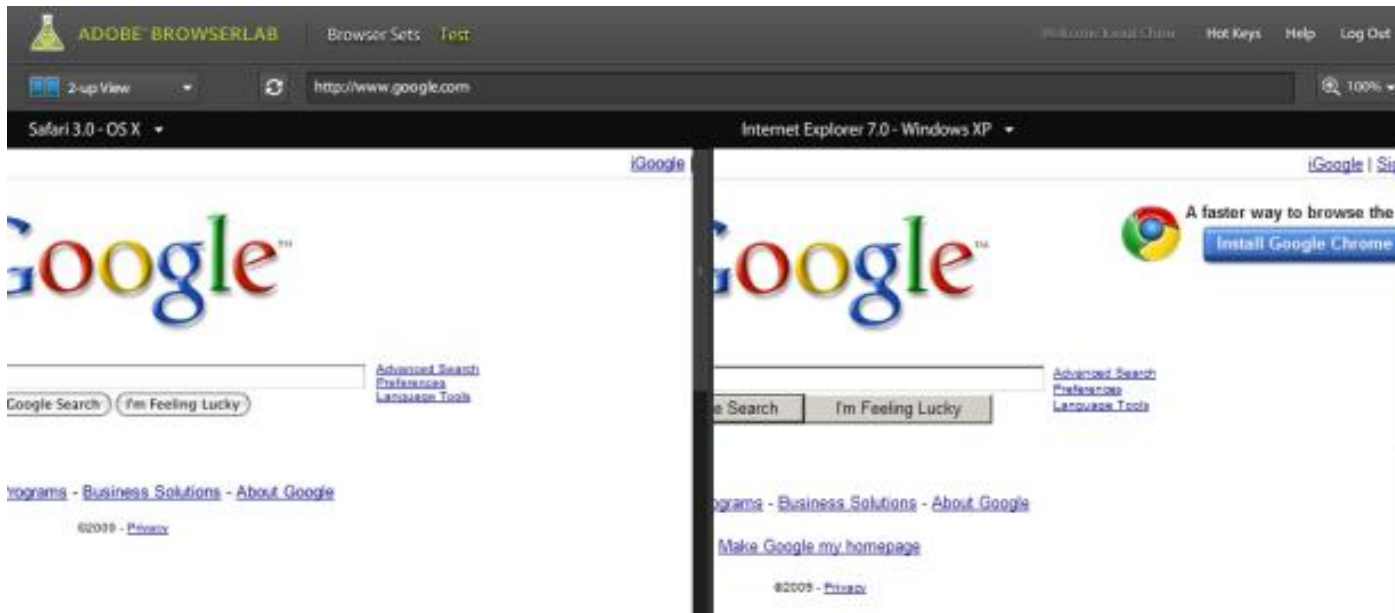 ADOBE® BROWSERLAB Browser Sets Test Hot Keys Help Log Out
2-up View http://www.google.com 100%
Safari 3.0 - OS X
iGoogle
Google™
Advanced Search
Preferences
Language Tools
Google Search I'm Feeling Lucky
rograms - Business Solutions - About Google
©2009 - Privacy
Internet Explorer 7.0 - Windows XP
iGoogle | Sig
A faster way to browse the
Install Google Chrome
Google™
Advanced Search
Preferences
Language Tools
e Search I'm Feeling Lucky
ograms - Business Solutions - About Google
Make Google my homepage
©2009 - Privacy